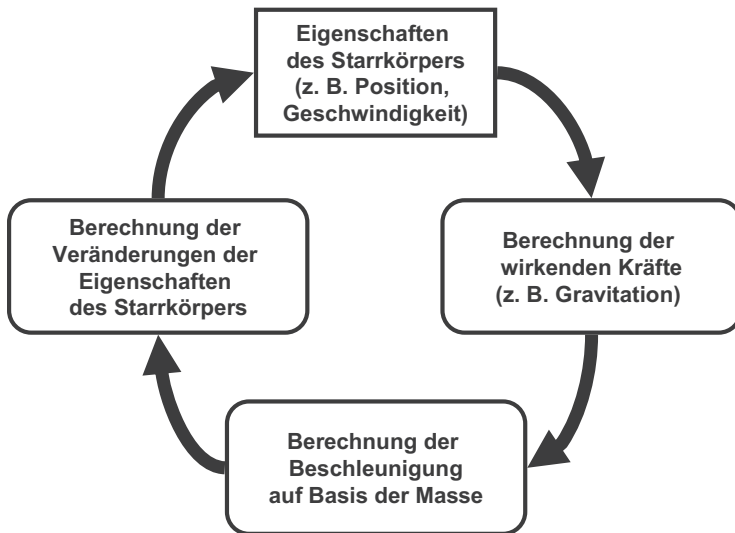 Eigenschaften
des Starrkörpers
(z. B. Position,
Geschwindigkeit)
Berechnung der
wirkenden Kräfte
(z. B. Gravitation)
Berechnung der
Beschleunigung
auf Basis der Masse
Berechnung der
Veränderungen der
Eigenschaften
des Starrkörpers